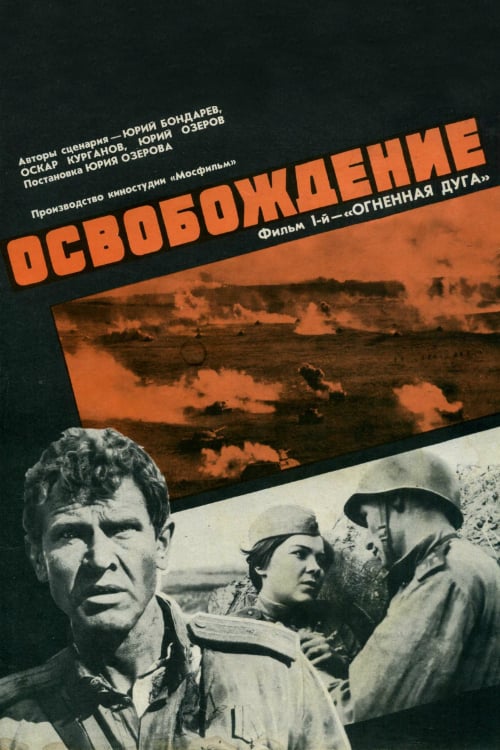 Авторы сценария — ЮРИЙ БОНДАРЕВ,
ОСКАР КУРГАНОВ, ЮРИЙ ОЗЕРОВ
Постановка ЮРИЯ ОЗЕРОВА
Производство киностудии «Мосфильм»
ОСВОБОЖДЕНИЕ
Фильм 1-й — «ОГНЕННАЯ ДУГА»